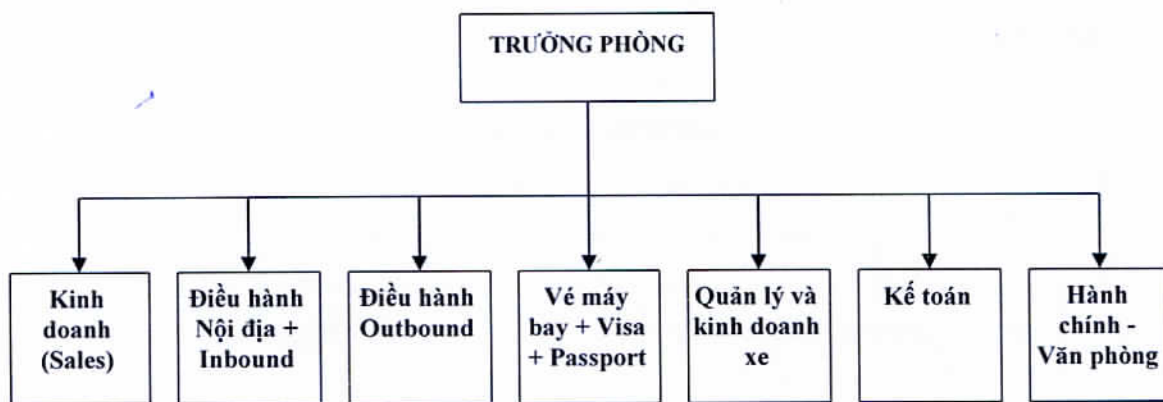 TRƯỞNG PHÒNG
Kinh
doanh
(Sales)
Điều hành
Nội địa +
Inbound
Điều hành
Outbound
Vé máy
bay + Visa
+ Passport
Quản lý và
kinh doanh
xe
Kế toán
Hành
chính -
Văn phòng